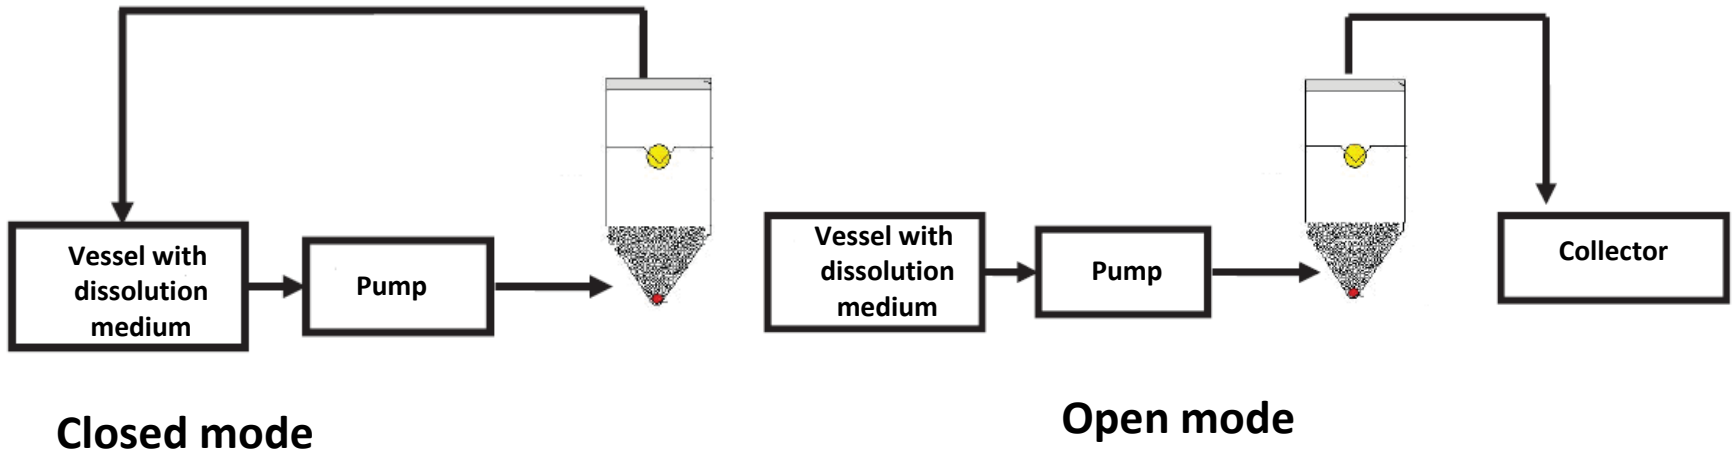 Vessel with
dissolution
medium
Pump
Closed mode
Vessel with
dissolution
medium
Pump
Collector
Open mode